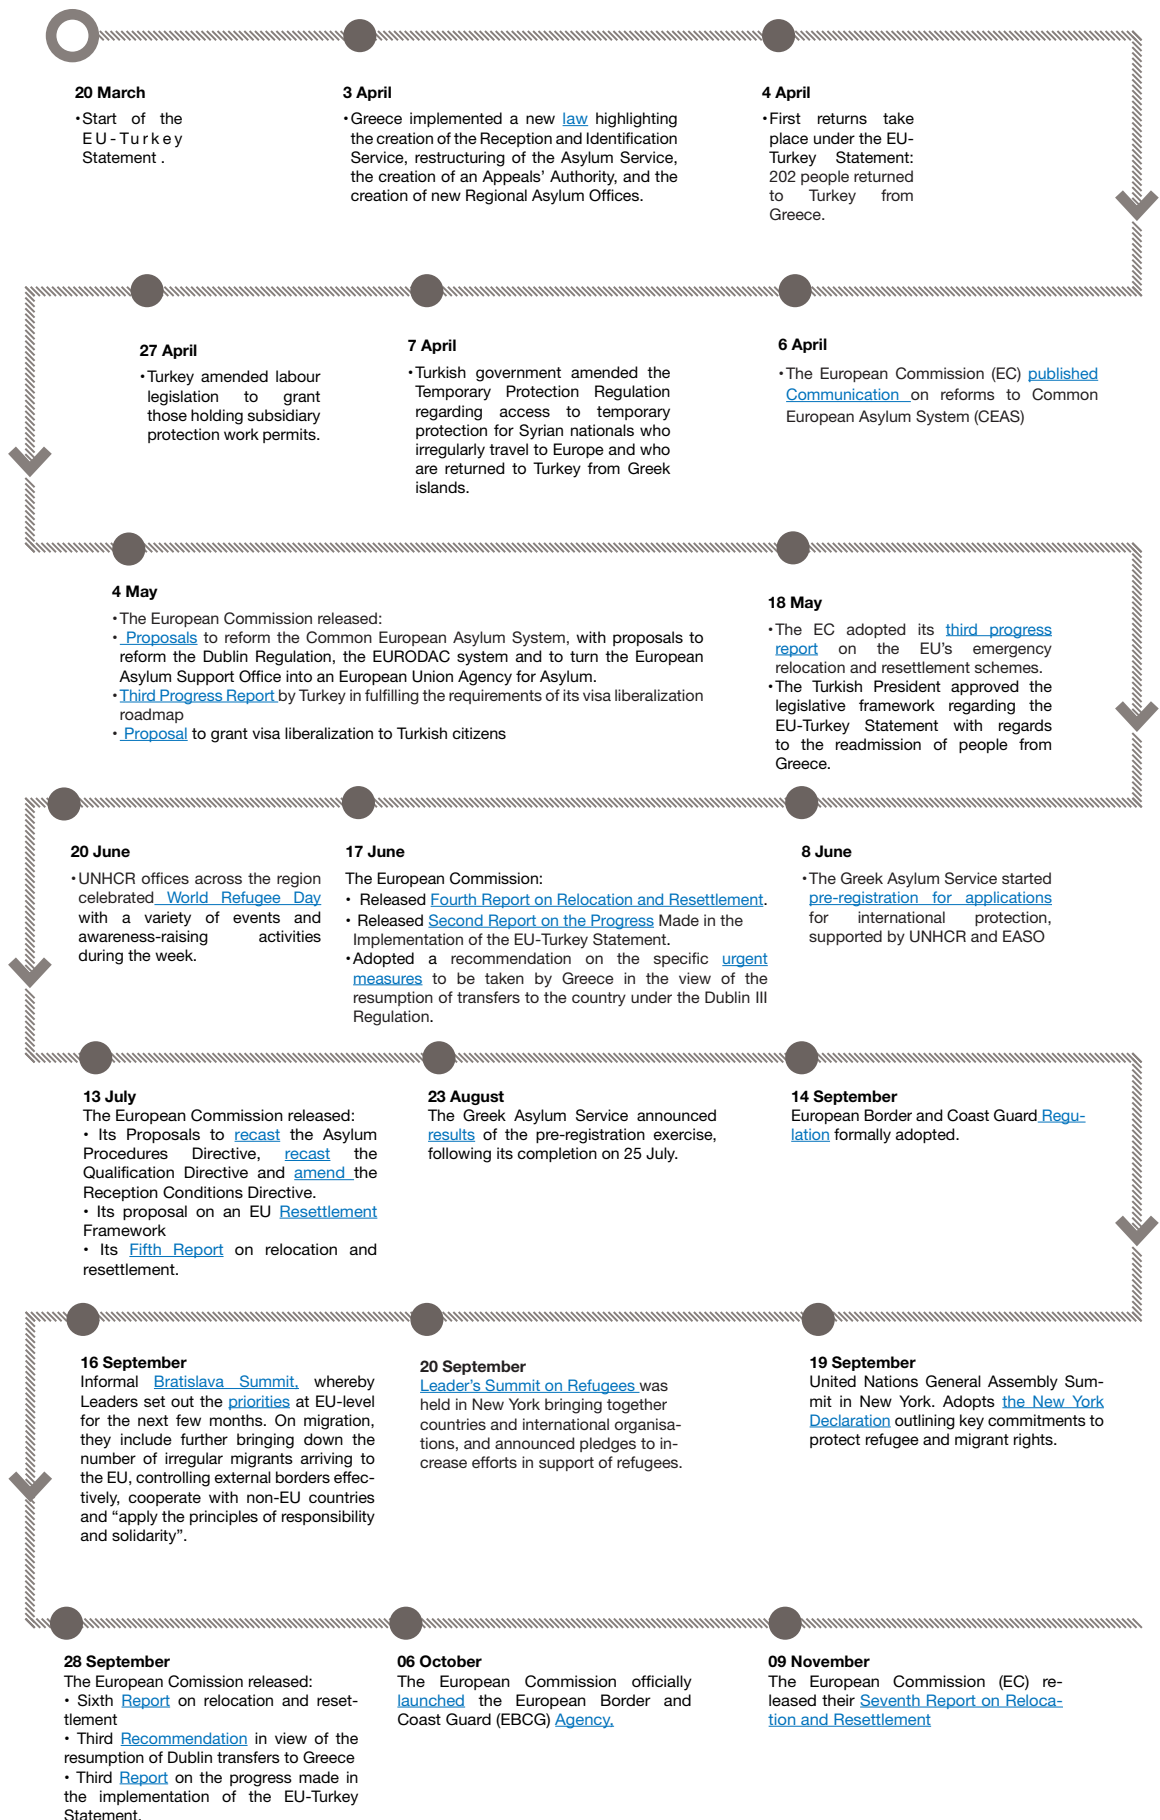 20 March
•Start of the
EU-Turkey
Statement .
3 April
•Greece implemented a new law highlighting
the creation of the Reception and Identification
Service, restructuring of the Asylum Service,
the creation of an Appeals’ Authority, and the
creation of new Regional Asylum Offices.
4 April
•First returns take
place under the EU-
Turkey Statement:
202 people returned
to Turkey from
Greece.
27 April
•Turkey amended labour
legislation to grant
those holding subsidiary
protection work permits.
7 April
•Turkish government amended the
Temporary Protection Regulation
regarding access to temporary
protection for Syrian nationals who
irregularly travel to Europe and who
are returned to Turkey from Greek
islands.
6 April
•The European Commission (EC) published
Communication on reforms to Common
European Asylum System (CEAS)
4 May
•The European Commission released:
• Proposals to reform the Common European Asylum System, with proposals to
reform the Dublin Regulation, the EURODAC system and to turn the European
Asylum Support Office into an European Union Agency for Asylum.
•Third Progress Report by Turkey in fulfilling the requirements of its visa liberalization
roadmap
• Proposal to grant visa liberalization to Turkish citizens
18 May
•The EC adopted its third progress
report on the EU’s emergency
relocation and resettlement schemes.
•The Turkish President approved the
legislative framework regarding the
EU-Turkey Statement with regards
to the readmission of people from
Greece.
20 June
•UNHCR offices across the region
celebrated World Refugee Day
with a variety of events and
awareness-raising activities
during the week.
17 June
The European Commission:
• Released Fourth Report on Relocation and Resettlement.
• Released Second Report on the Progress Made in the
Implementation of the EU-Turkey Statement.
•Adopted a recommendation on the specific urgent
measures to be taken by Greece in the view of the
resumption of transfers to the country under the Dublin III
Regulation.
8 June
•The Greek Asylum Service started
pre-registration for applications
for international protection,
supported by UNHCR and EASO
13 July
The European Commission released:
• Its Proposals to recast the Asylum
Procedures Directive, recast the
Qualification Directive and amend the
Reception Conditions Directive.
• Its proposal on an EU Resettlement
Framework
• Its Fifth Report on relocation and
resettlement.
23 August
The Greek Asylum Service announced
results of the pre-registration exercise,
following its completion on 25 July.
14 September
European Border and Coast Guard Regu-
lation formally adopted.
16 September
Informal Bratislava Summit, whereby
Leaders set out the priorities at EU-level
for the next few months. On migration,
they include further bringing down the
number of irregular migrants arriving to
the EU, controlling external borders effec-
tively, cooperate with non-EU countries
and “apply the principles of responsibility
and solidarity”.
20 September
Leader’s Summit on Refugees was
held in New York bringing together
countries and international organisa-
tions, and announced pledges to in-
crease efforts in support of refugees.
19 September
United Nations General Assembly Sum-
mit in New York. Adopts the New York
Declaration outlining key commitments to
protect refugee and migrant rights.
28 September
The European Comission released:
• Sixth Report on relocation and reset-
tlement
• Third Recommendation in view of the
resumption of Dublin transfers to Greece
• Third Report on the progress made in
the implementation of the EU-Turkey
Statement.
06 October
The European Commission officially
launched the European Border and
Coast Guard (EBCG) Agency,
09 November
The European Commission (EC) re-
leased their Seventh Report on Reloca-
tion and Resettlement